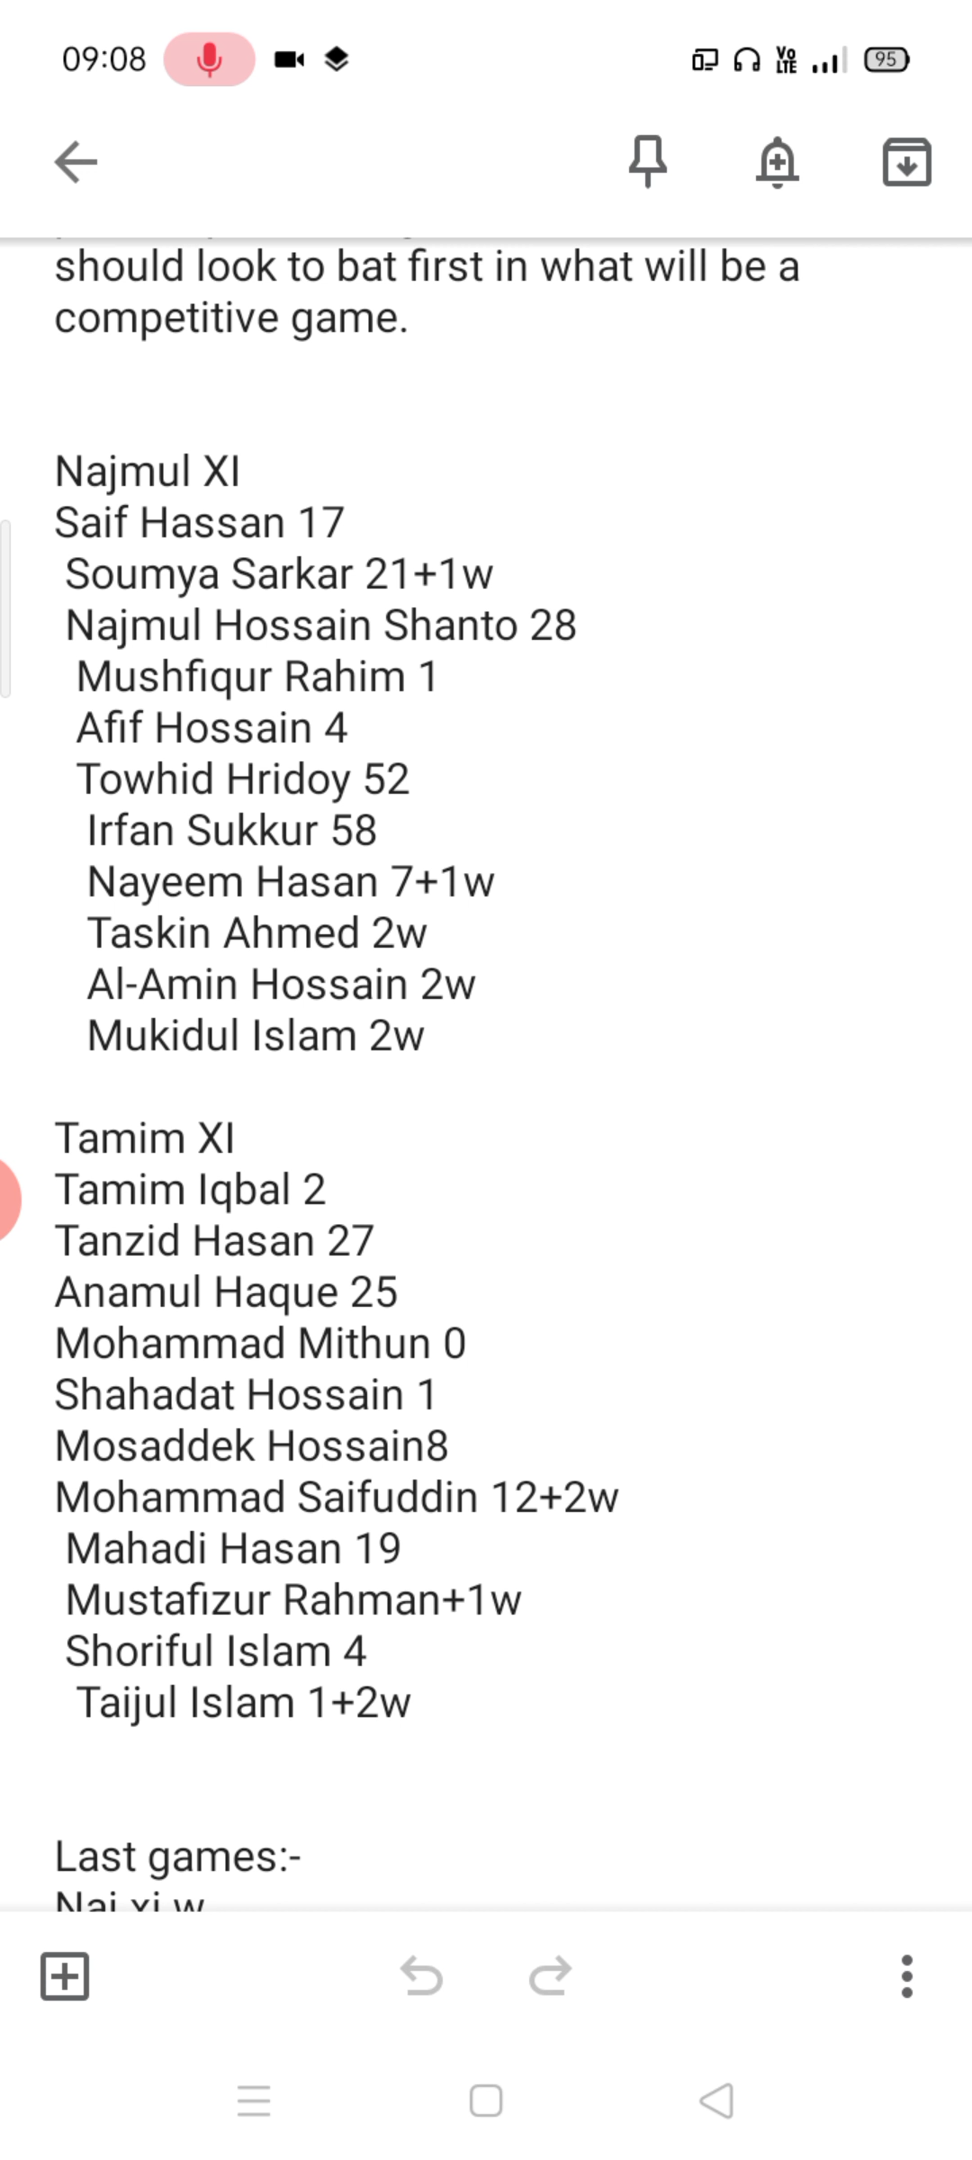 09:08
Vo LTE
95
should look to bat first in what will be a
competitive game.
Najmul XI
Saif Hassan 17
Soumya Sarkar 21+1w
Najmul Hossain Shanto 28
Mushfiqur Rahim 1
Afif Hossain 4
Towhid Hridoy 52
Irfan Sukkur 58
Nayeem Hasan 7+1w
Taskin Ahmed 2w
Al-Amin Hossain 2w
Mukidul Islam 2w
Tamim XI
Tamim Iqbal 2
Tanzid Hasan 27
Anamul Haque 25
Mohammad Mithun 0
Shahadat Hossain 1
Mosaddek Hossain8
Mohammad Saifuddin 12+2w
Mahadi Hasan 19
Mustafizur Rahman+1w
Shoriful Islam 4
Taijul Islam 1+2w
Last games:-
xi w